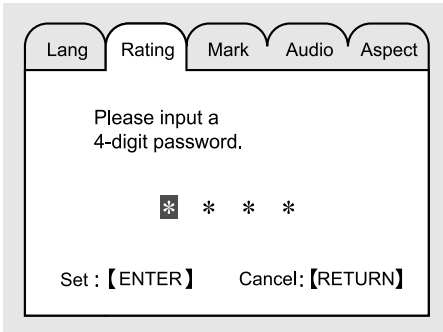 Lang Rating Mark Audio Aspect
Please input a
4-digit password.
* * * *
Set :【ENTER】 Cancel:【RETURN】